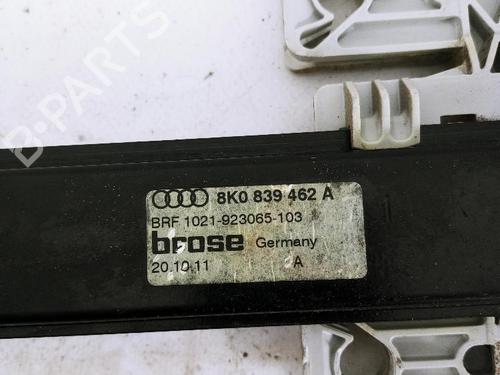 B-PARTS
8K0 839 462 A
BRF 1021-923065-103
brose Germany
20.10.11 A